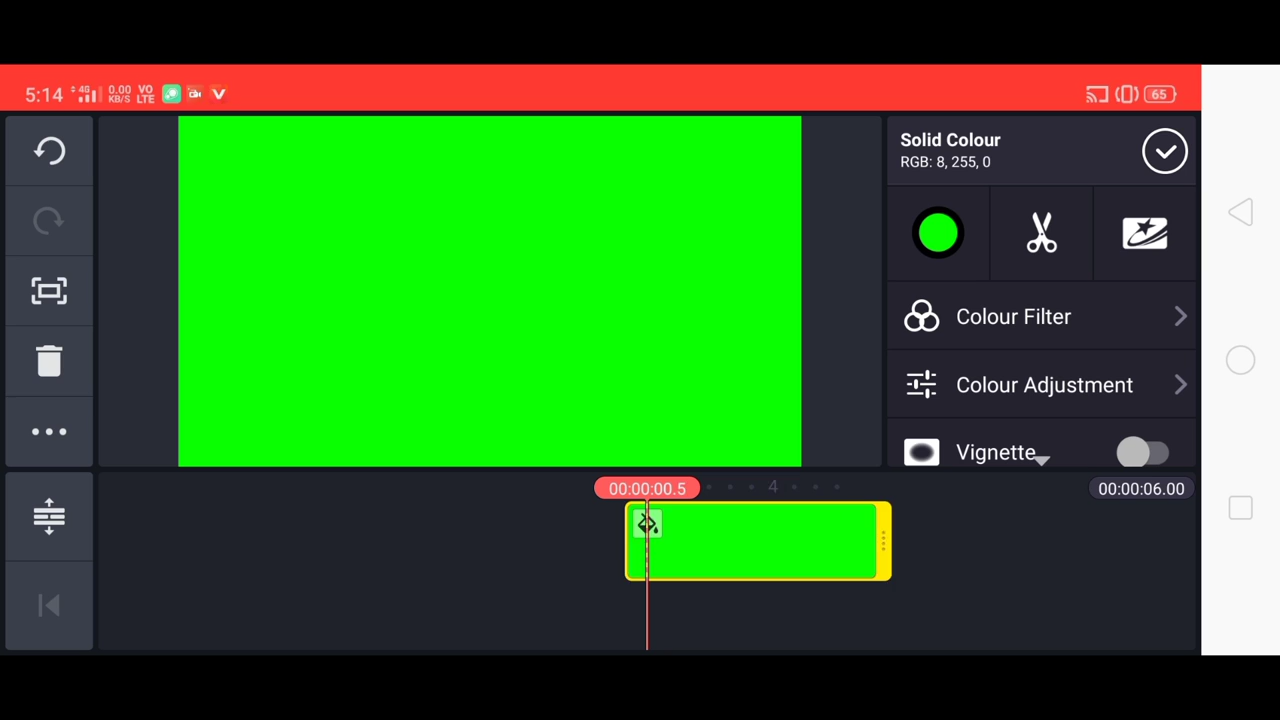 5:14 4G 0.00 KB/S VO LTE 65
Solid Colour
RGB: 8, 255, 0
Colour Filter
Colour Adjustment
Vignette
00:00:00.5 4 00:00:06.00